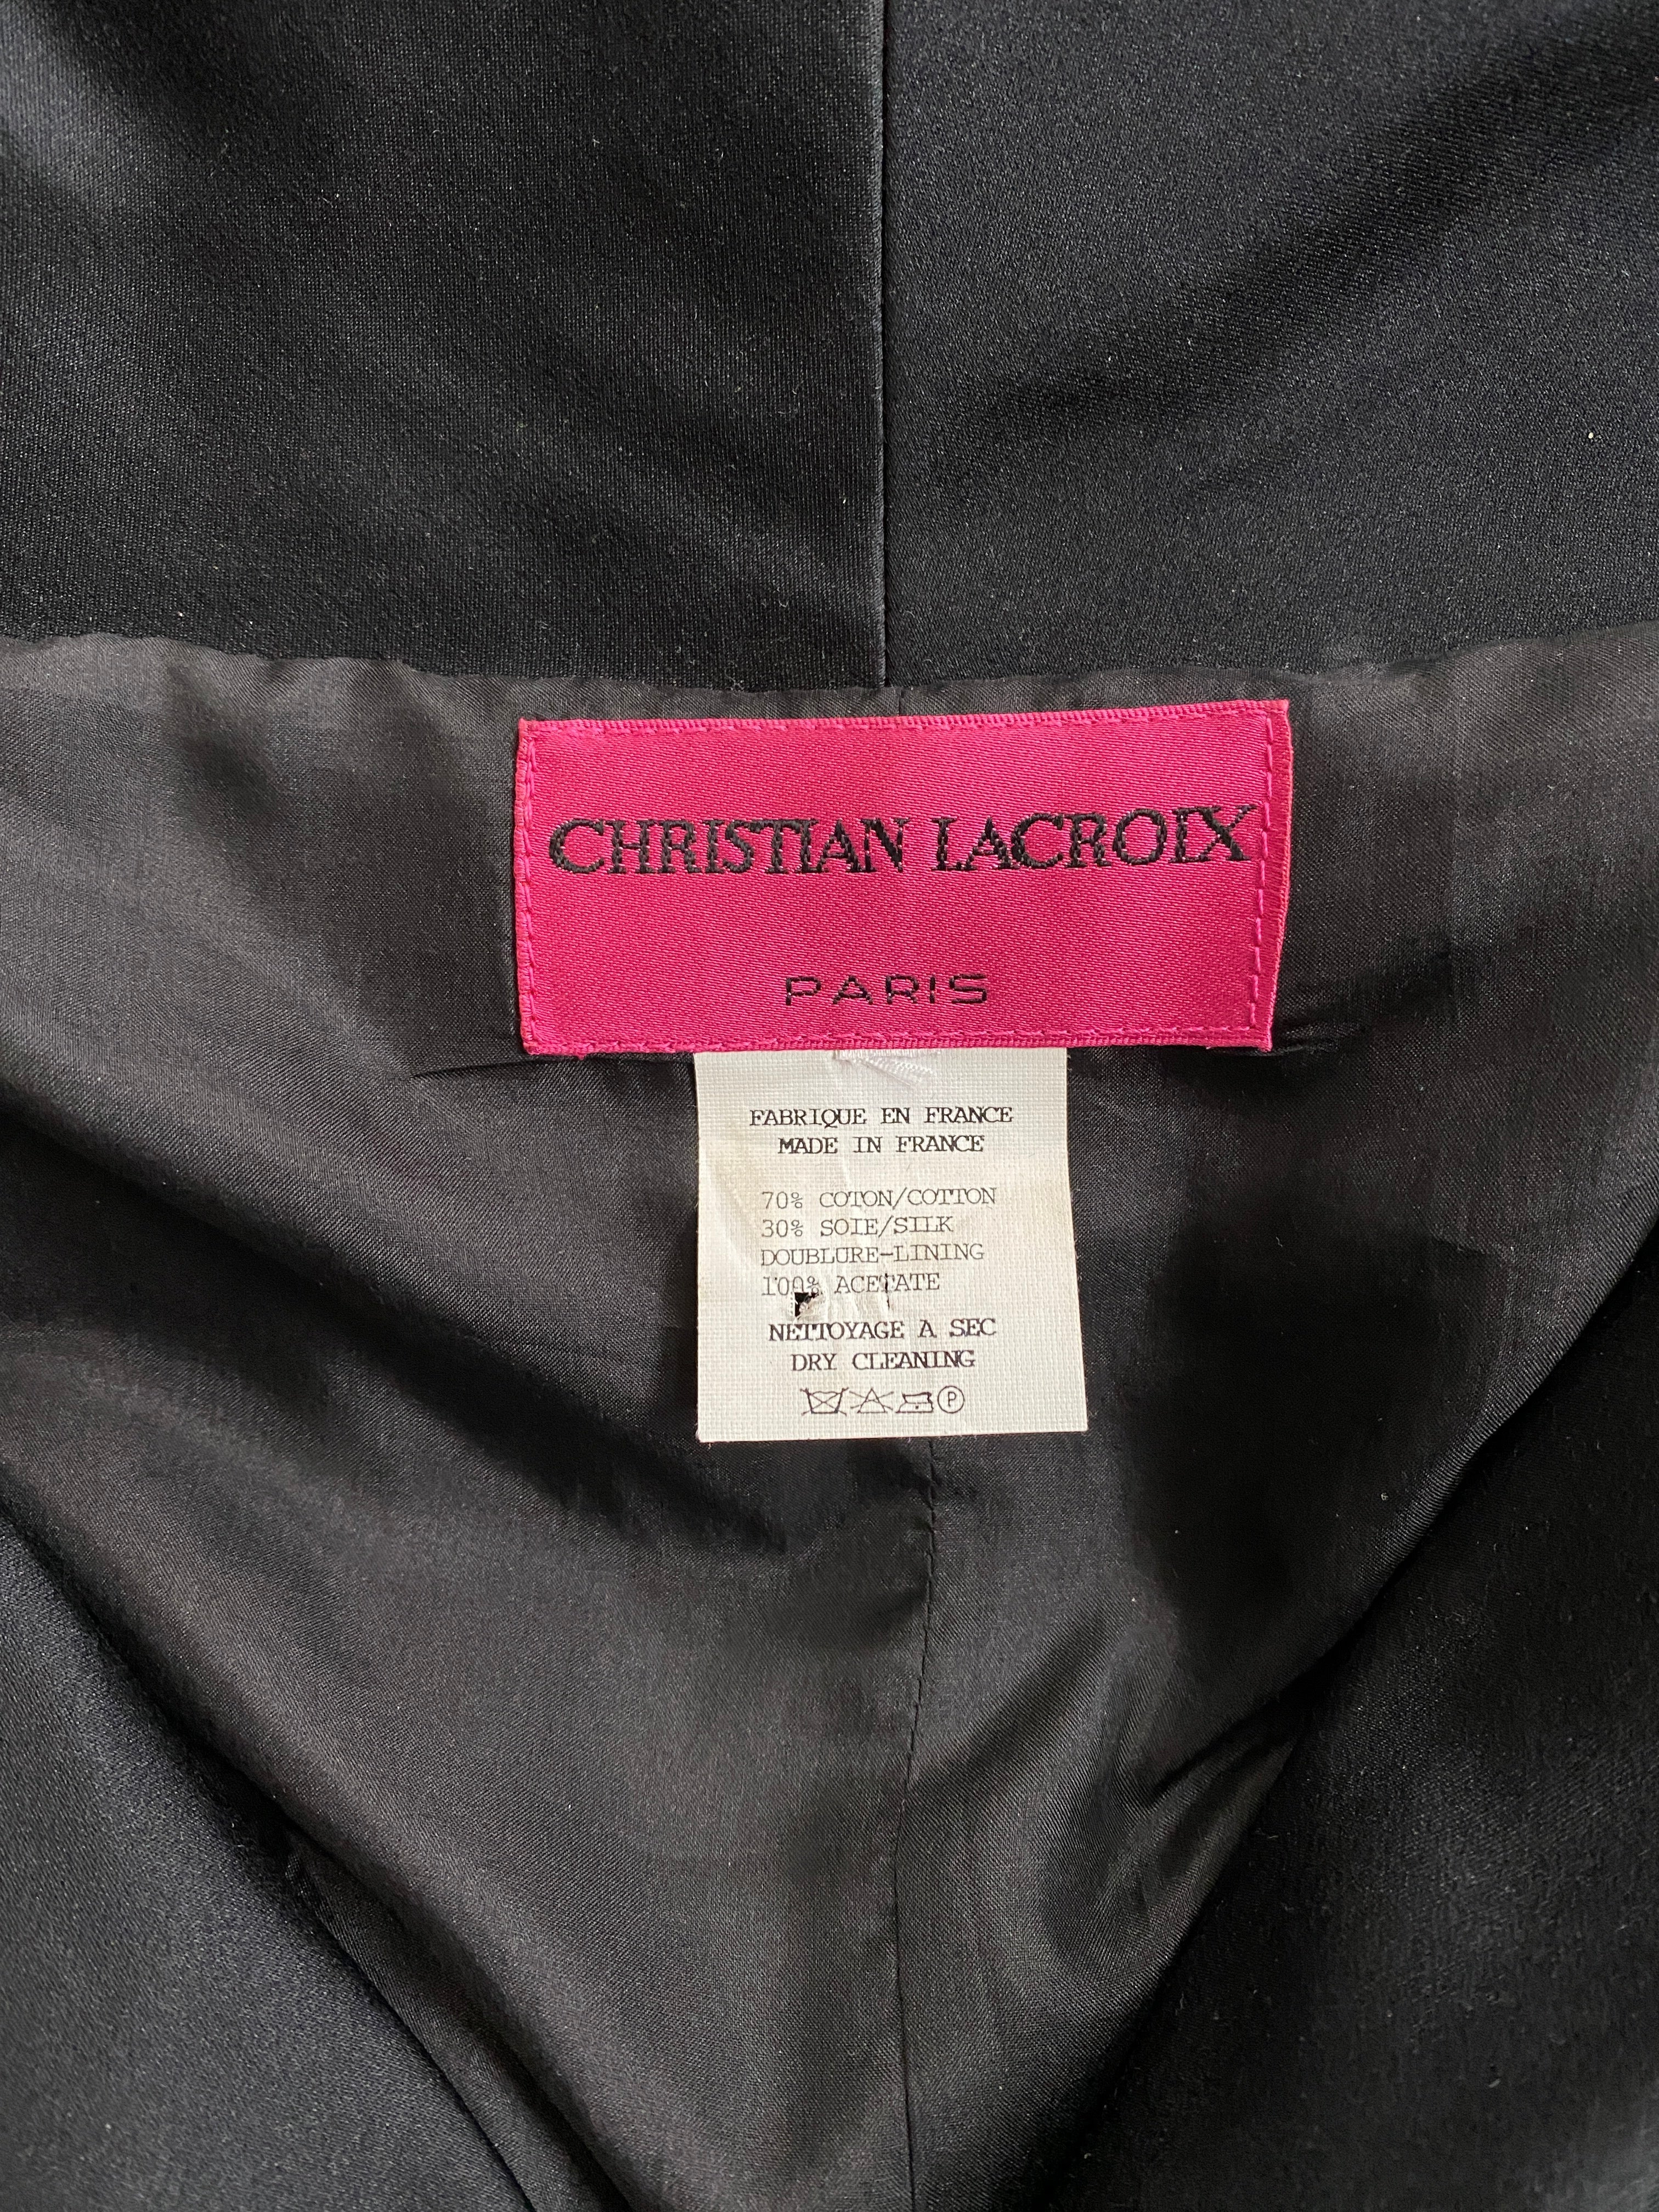 CHRISTIAN LACROIX
PARIS
FABRIQUE EN FRANCE
MADE IN FRANCE
70% COTON/COTTON
30% SOIE/SILK
DOUBLURE-LINING
100% ACETATE
NETTOYAGE A SEC
DRY CLEANING
P